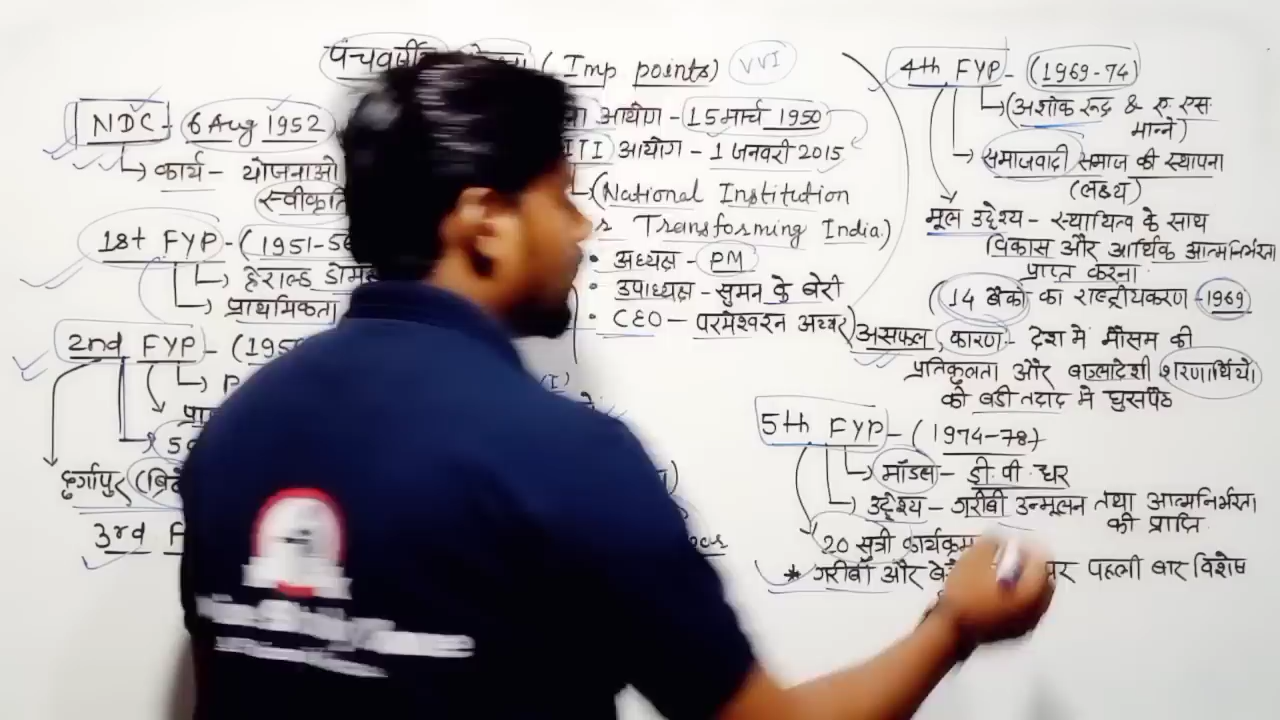 पंचवर्षीय ( Imp points) VVI
NDC - 6 Aug 1952
कार्य - योजनाओ
स्वीकृति
आयोग - 15 मार्च 1950
ITI आयोग - 1 जनवरी 2015
(National Institution
Transforming India)
• अध्यक्ष - PM
• उपाध्यक्ष - सुमन के बेरी
• CEO - परमेश्वरन अय्यर
1st FYP - (1951-56
हेराल्ड डोमर
प्राथमिकता
2nd FYP - (195
दुर्गापुर (ब्रिटे
3rd F
4th FYP - (1969-74)
(अशोक रूद्र & ए. एस.
मान्ने)
समाजवादी समाज की स्थापना
(लक्ष्य)
मूल उद्देश्य - स्थायित्व के साथ
विकास और आर्थिक आत्मनिर्भरता
प्राप्त करना.
(14 बैंको का राष्ट्रीयकरण - 1969
असफल, कारण - देश मे मौसम की
प्रतिकूलता और बाग्लादेशी शरणार्थियो
की बडी तादाद मे घुसपैठ
5th FYP - (1974-78)
मॉडल - डी. पी. धर
उद्देश्य - गरीबी उन्मूलन तथा आत्मनिर्भरता
की प्राप्ति.
20 सुत्री कार्यक्रम
* गरीबी और बे पर पहली बार विशेष